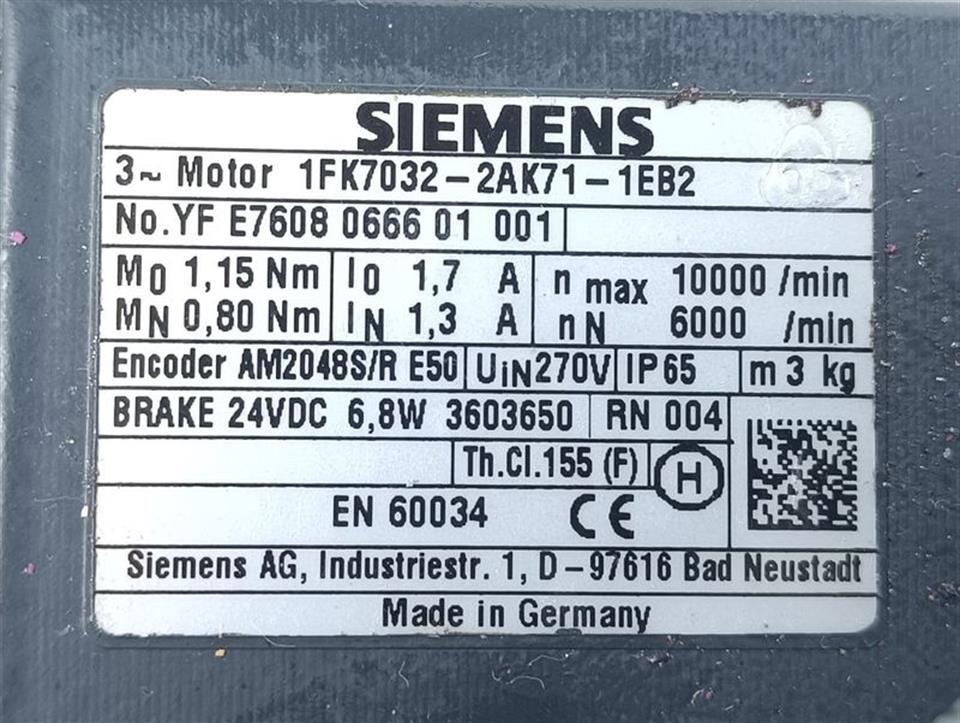 SIEMENS
3~ Motor 1FK7032-2AK71-1EB2
No.YF E7608 0666 01 001
M0 1,15 Nm I0 1,7 A n max 10000 /min
MN 0,80 Nm IN 1,3 A nN 6000 /min
Encoder AM2048S/R E50 UiN270V IP65 m 3 kg
BRAKE 24VDC 6,8W 3603650 RN 004
Th.Cl.155 (F) H
EN 60034 CE
Siemens AG, Industriestr. 1, D-97616 Bad Neustadt
Made in Germany